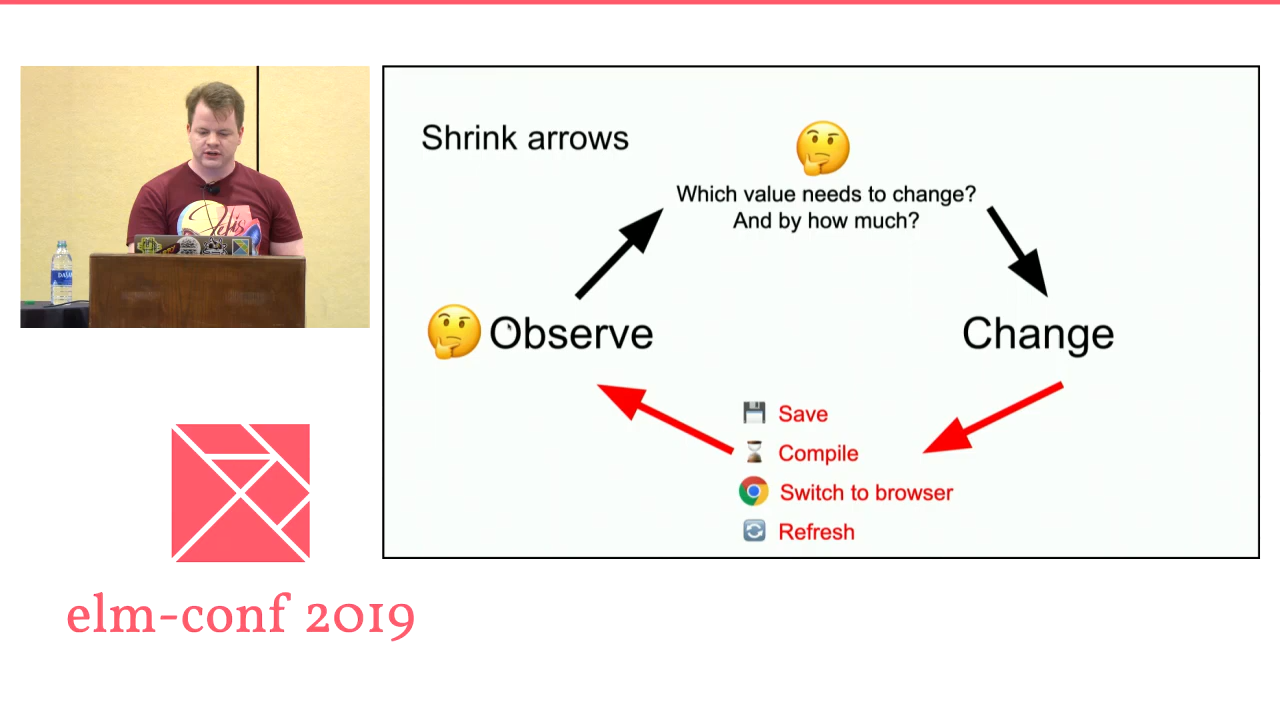 Shrink arrows
Which value needs to change?
And by how much?
Observe
Change
Save
Compile
Switch to browser
Refresh
elm-conf 2019